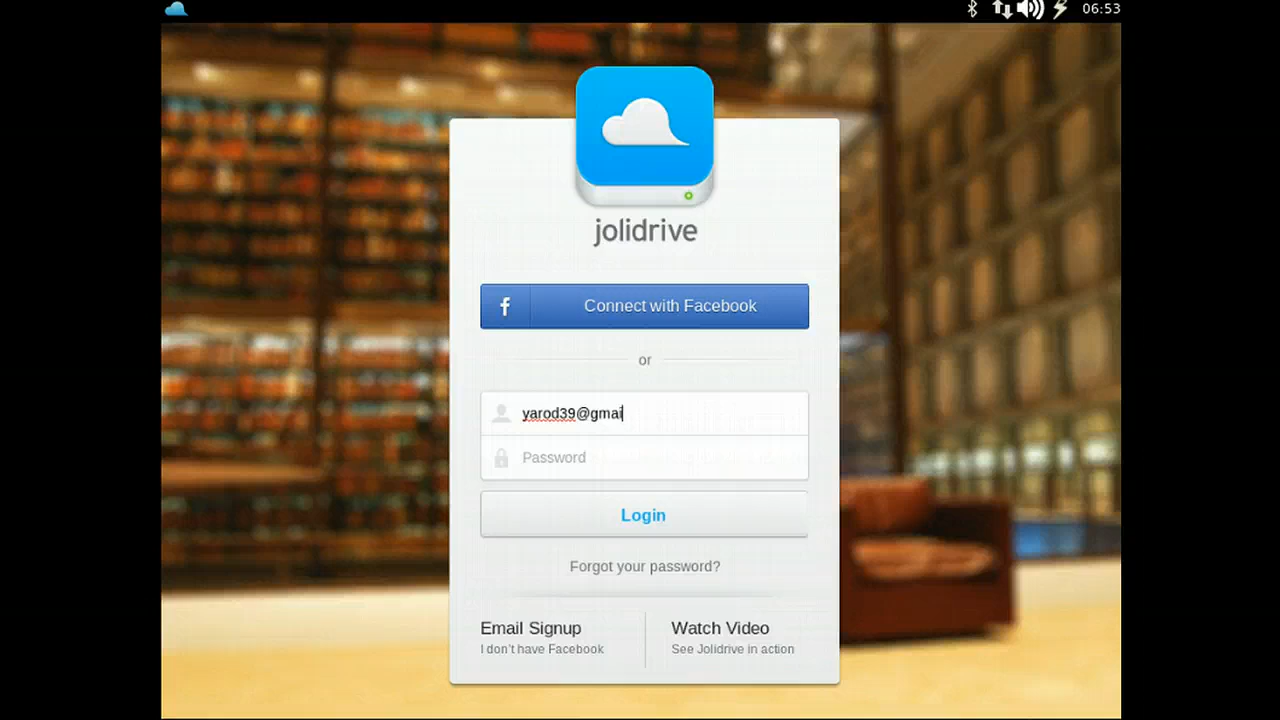 06:53
jolidrive
f Connect with Facebook
or
yarod39@gmai
Password
Login
Forgot your password?
Email Signup
I don't have Facebook
Watch Video
See Jolidrive in action